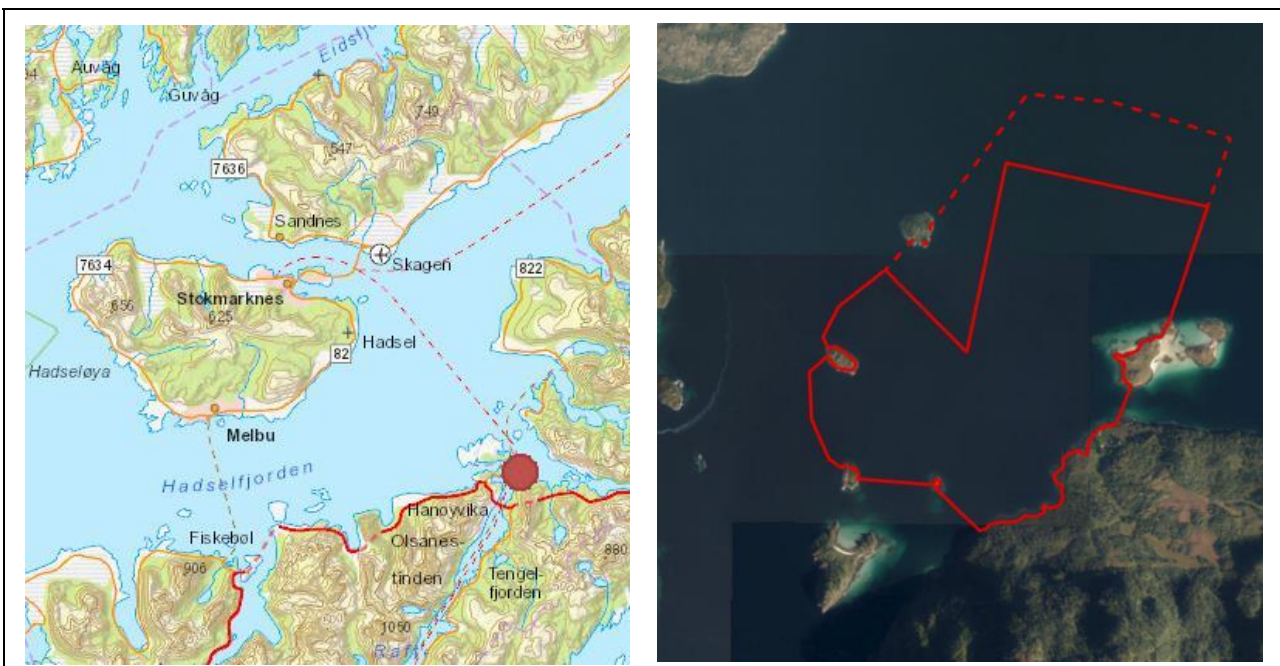 Auvåg
Eidsfj
Guvåg
749
547
7636
Sandnes
Skagen
7634
822
Stokmarknes
656
625
Hadsel
82
Hadseløya
Melbu
Hadselfjorden
Hanøyvika
Fiskebøl
Olsanes-
tinden
906
880
Tengel-
fjorden
1050
Raft